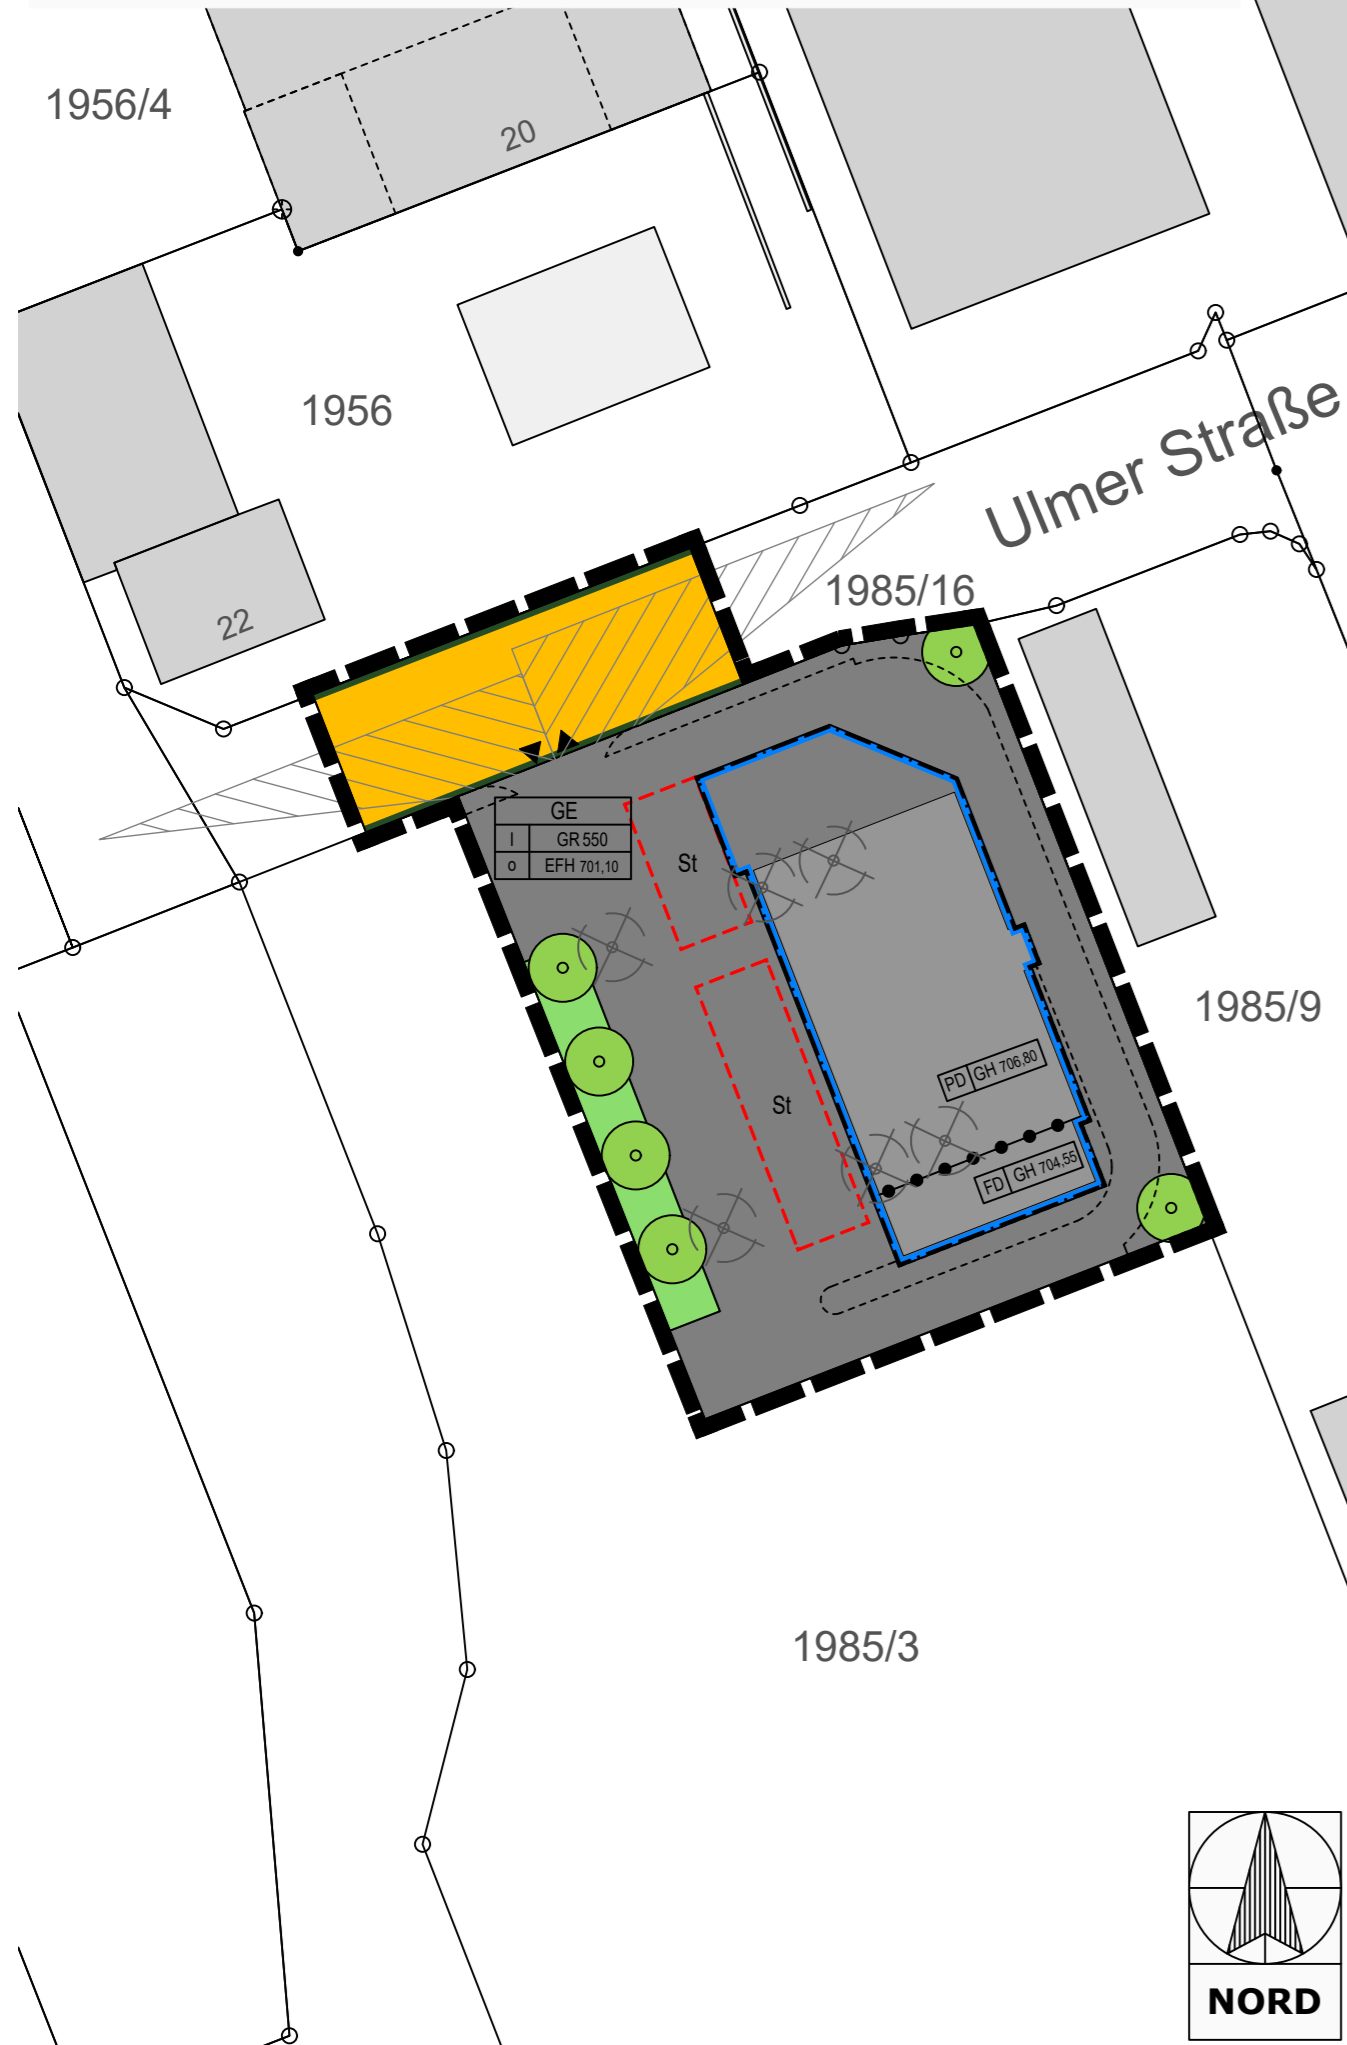 1956/4
20
1956
Ulmer Straße
1985/16
22
GE
I GR 550
o EFH 701,10
St
1985/9
PD GH 706,80
St
FD GH 704,55
1985/3
NORD